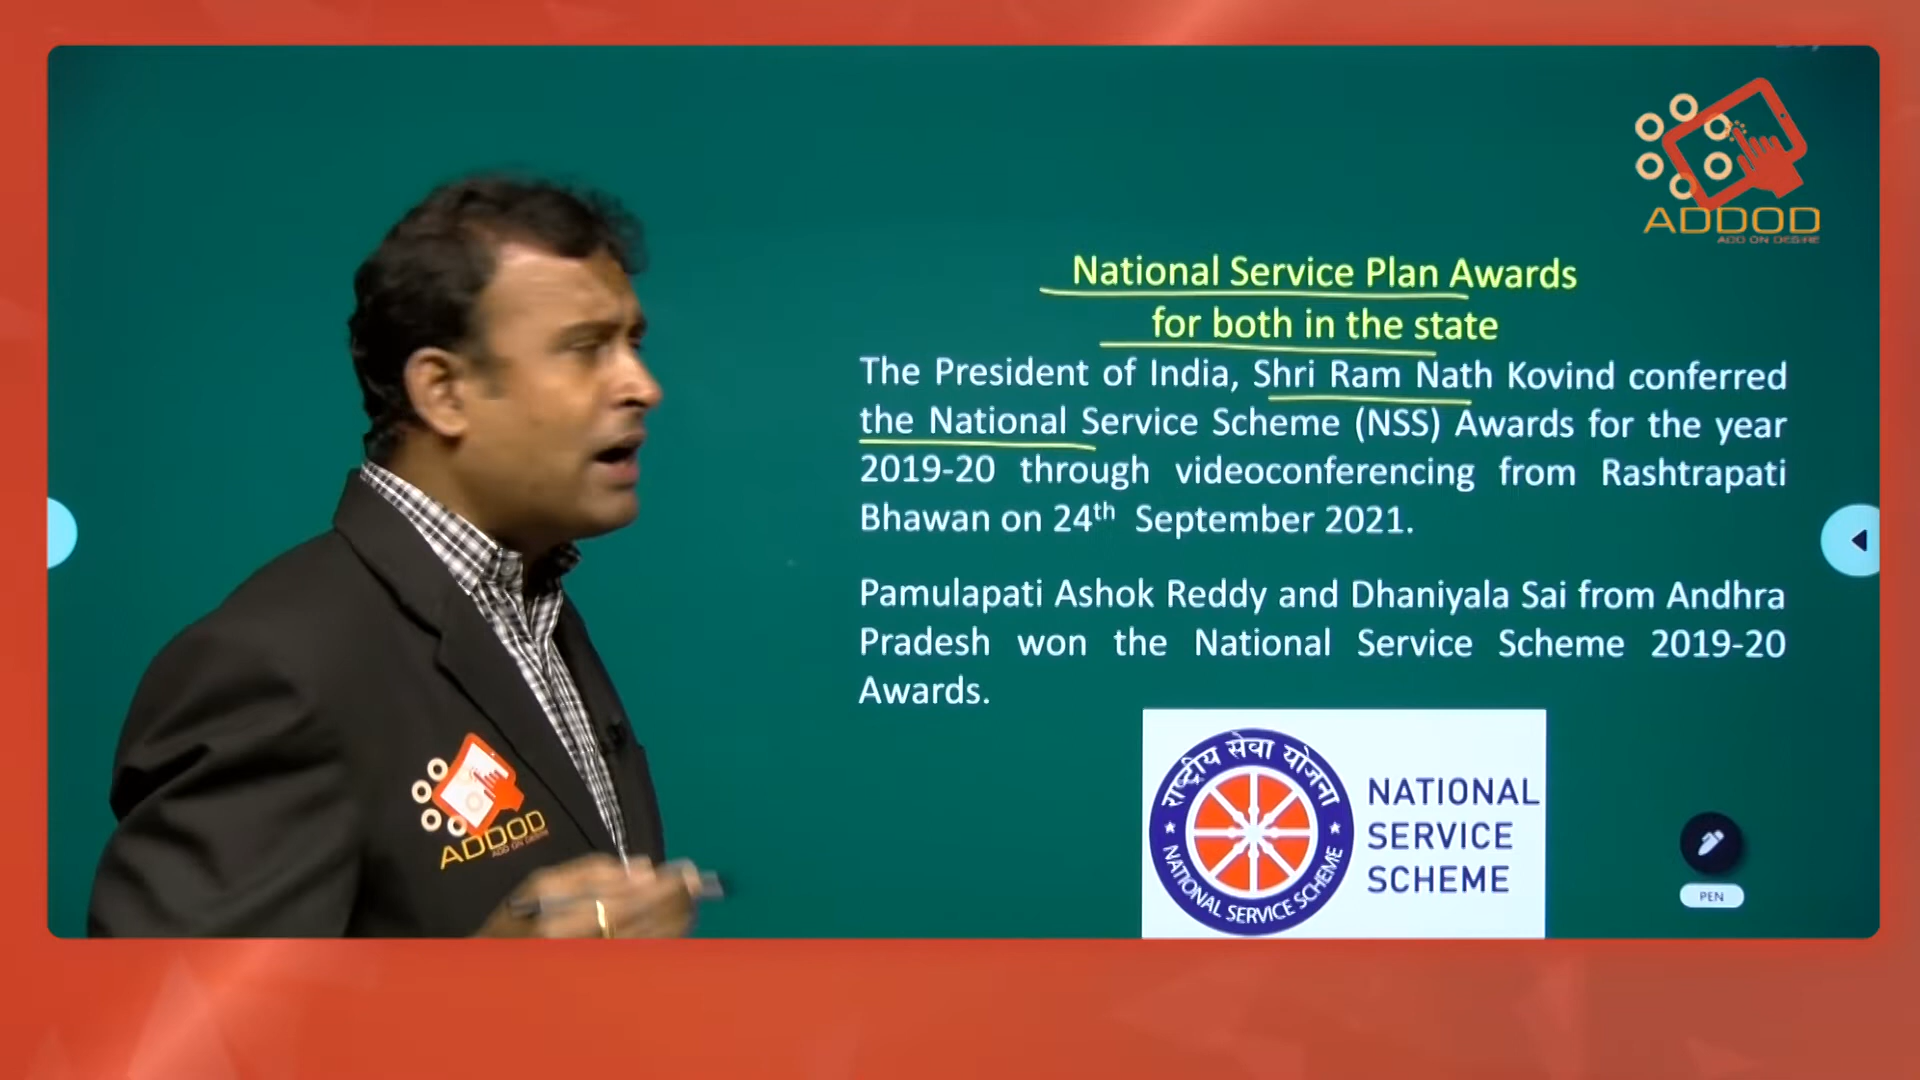 ADDOD
ADD ON DESIRE
National Service Plan Awards
for both in the state
The President of India, Shri Ram Nath Kovind conferred
the National Service Scheme (NSS) Awards for the year
2019-20 through videoconferencing from Rashtrapati
Bhawan on 24th September 2021.
Pamulapati Ashok Reddy and Dhaniyala Sai from Andhra
Pradesh won the National Service Scheme 2019-20
Awards.
राष्ट्रीय सेवा योजना
NATIONAL SERVICE SCHEME
NATIONAL
SERVICE
SCHEME
PEN
ADDOD
ADD ON DESIRE